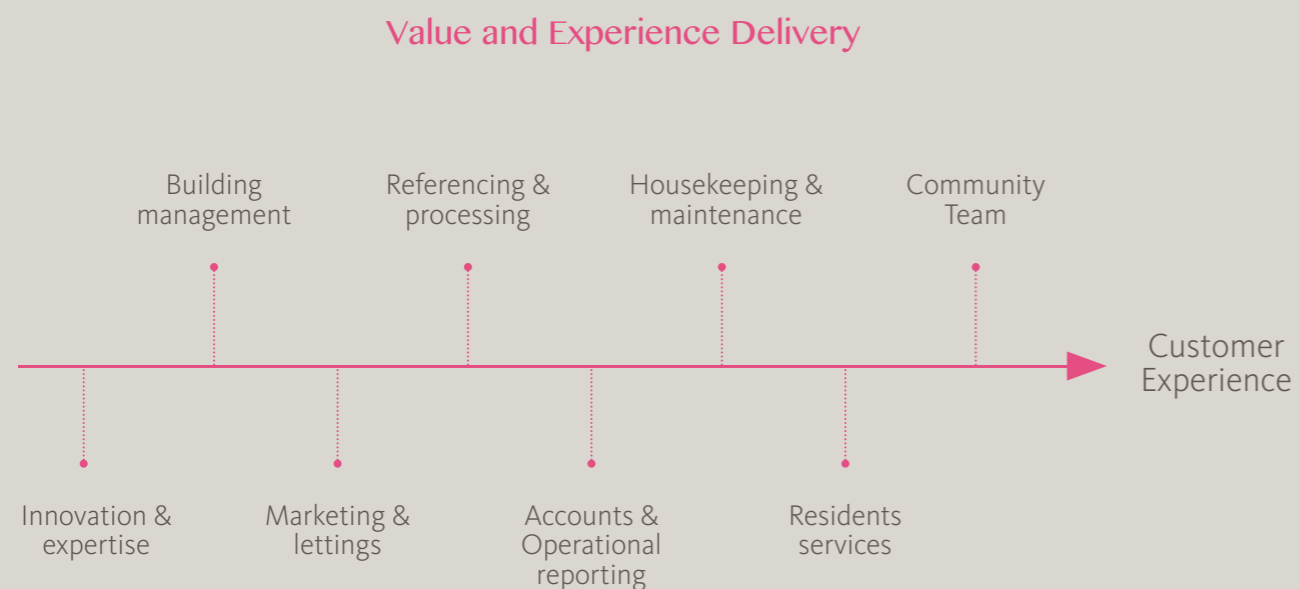 Value and Experience Delivery
Building
management
Referencing &
processing
Housekeeping &
maintenance
Community
Team
Customer
Experience
Innovation &
expertise
Marketing &
lettings
Accounts &
Operational
reporting
Residents
services